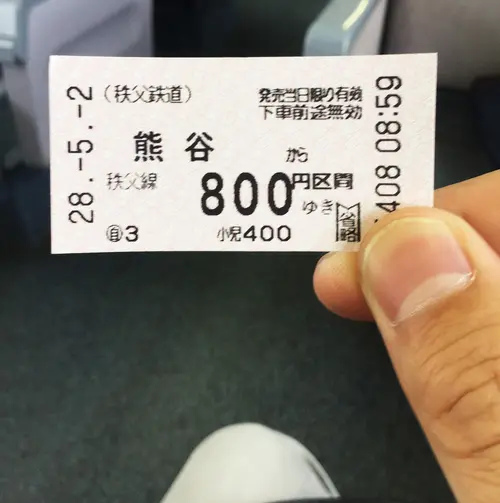 28.-5.-2
(秩父鉄道)
発売当日限り有効
下車前途無効
熊谷から
秩父線 800円区間ゆき
自3
小児400
省略
408 08:59